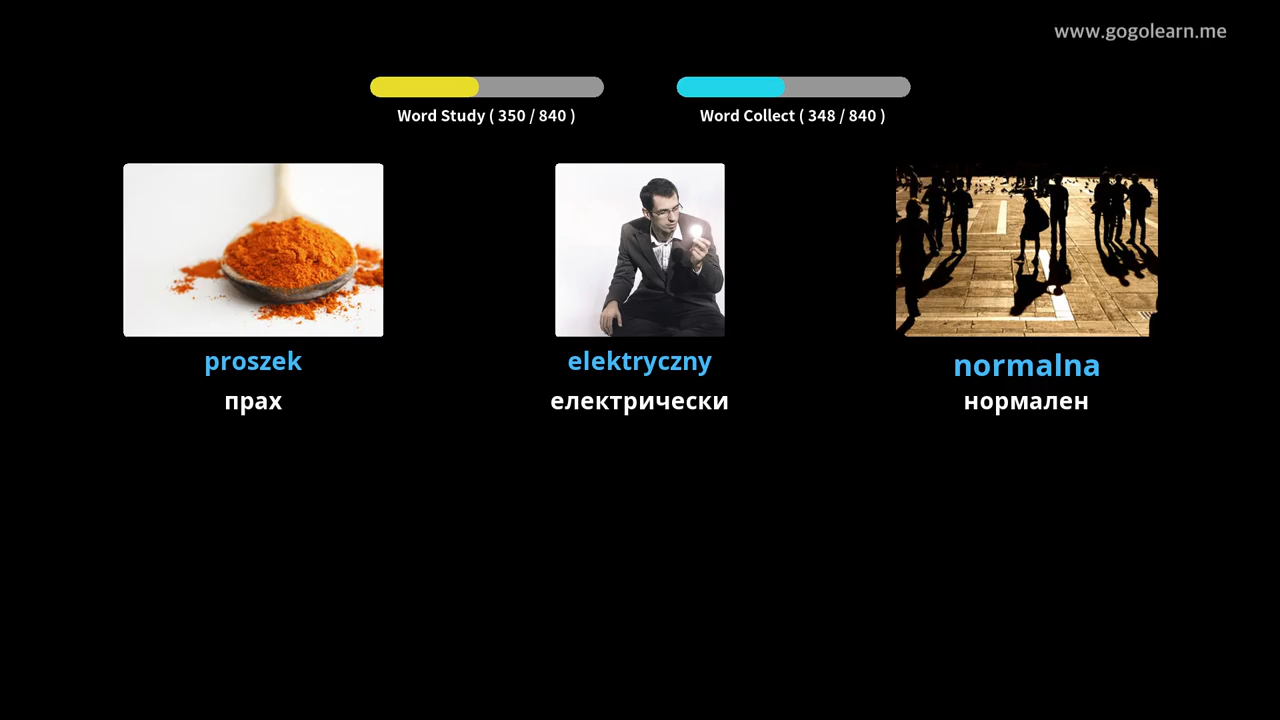 www.gogolearn.me
Word Study ( 350 / 840 )
Word Collect ( 348 / 840 )
proszek
elektryczny
normalna
прах
електрически
нормален